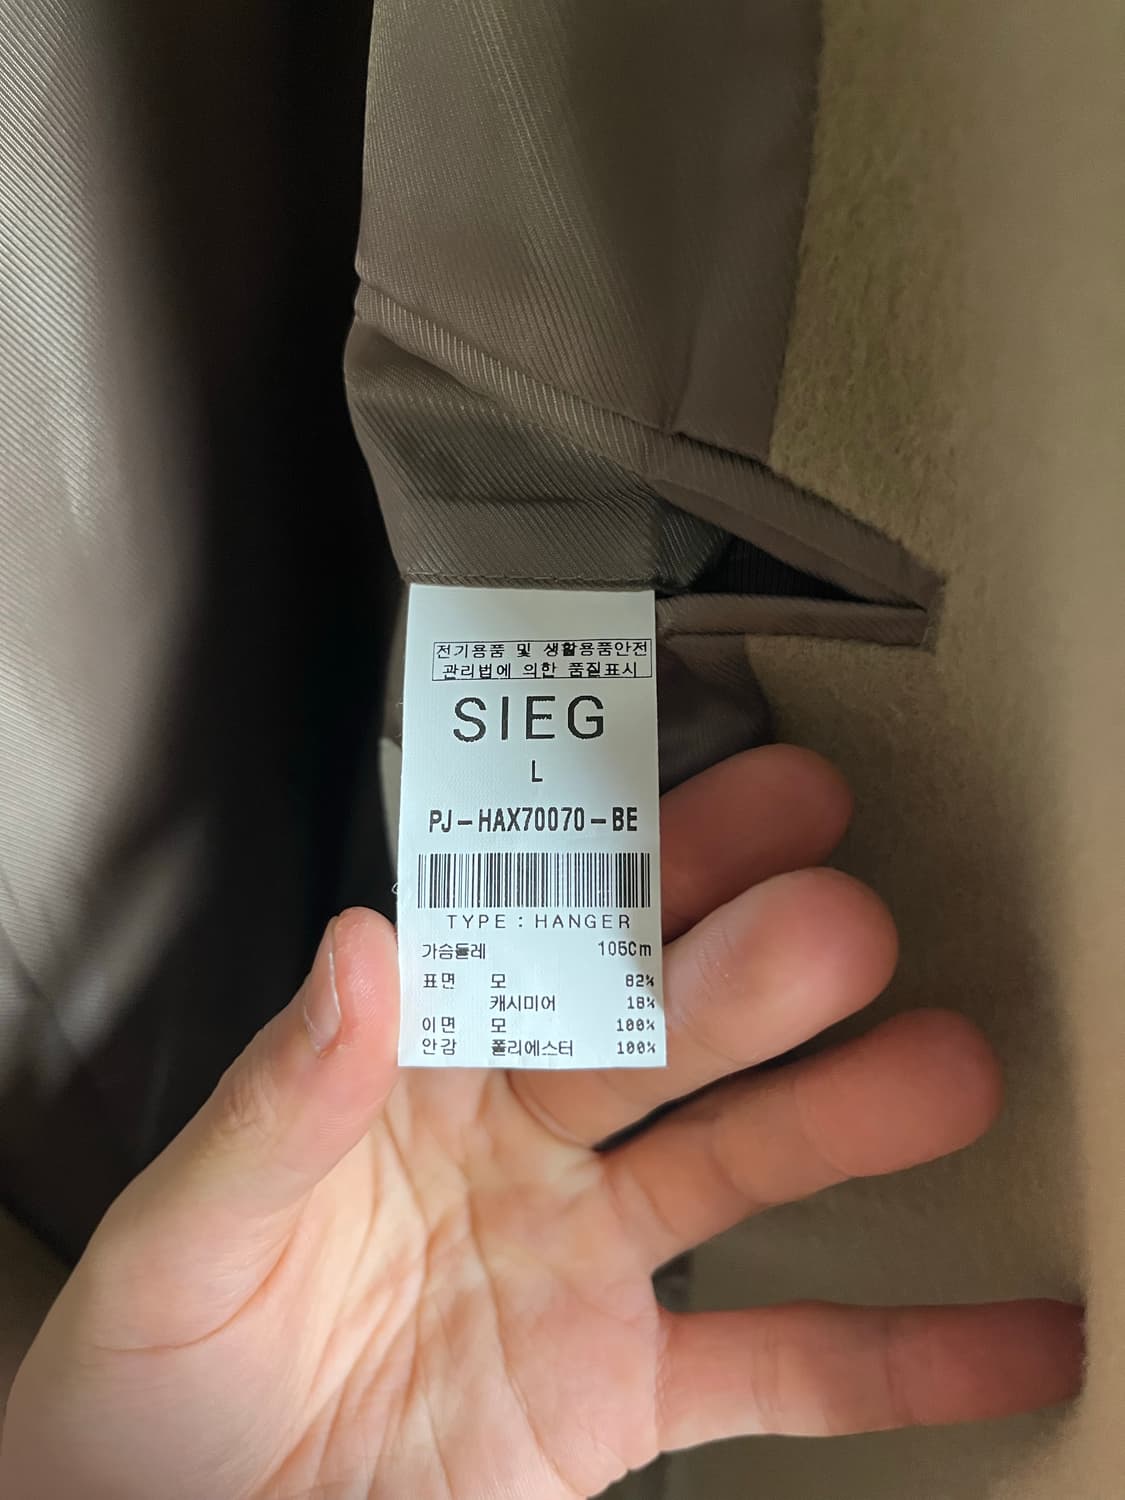 전기용품 및 생활용품안전
관리법에 의한 품질표시
SIEG
L
PJ-HAX70070-BE
TYPE : HANGER
가슴둘레 105Cm
표면 모 82%
캐시미어 18%
이면 모 100%
안감 폴리에스터 100%